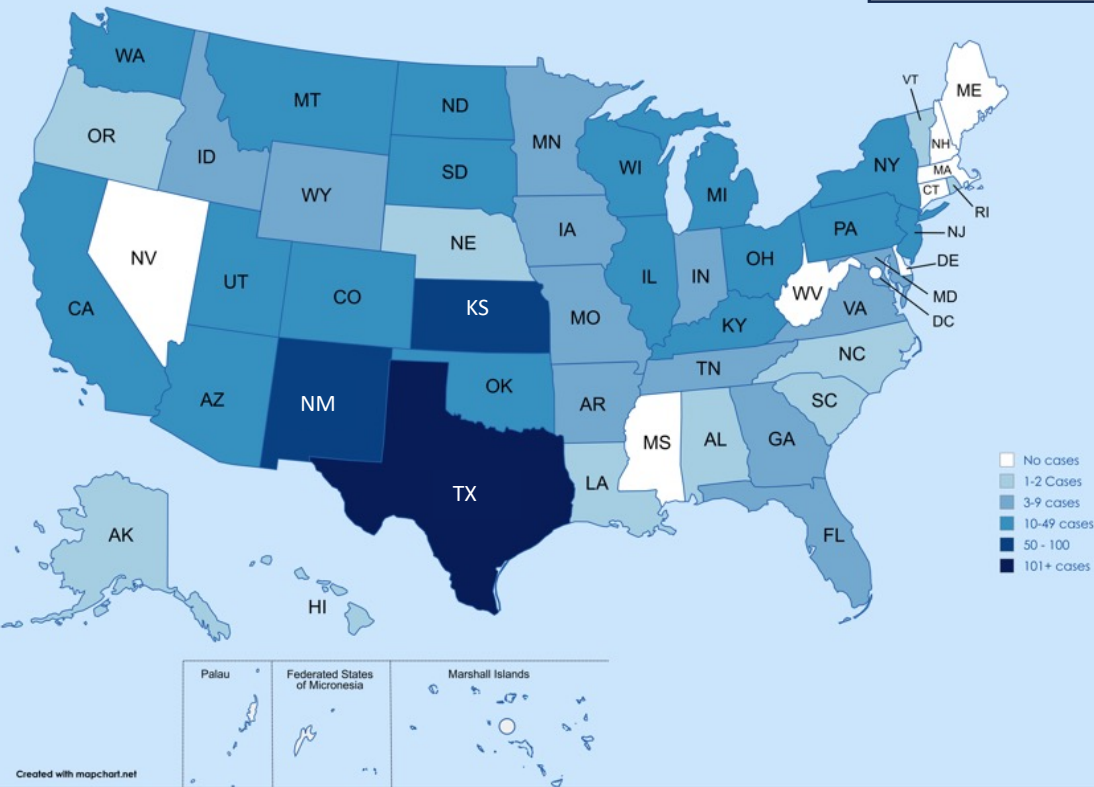 WA
MT
ND
MN
OR
ID
SD
WY
WI
MI
VT
ME
NH
NY
MA
CT
RI
NV
NE
IA
PA
NJ
UT
CO
IL
IN
OH
DE
CA
KS
MO
WV
VA
MD
KY
DC
AZ
NM
OK
AR
TN
NC
SC
TX
LA
MS
AL
GA
FL
No cases
1-2 Cases
3-9 cases
10-49 cases
50 - 100
101+ cases
AK
HI
Palau
Federated States
of Micronesia
Marshall Islands
Created with mapchart.net